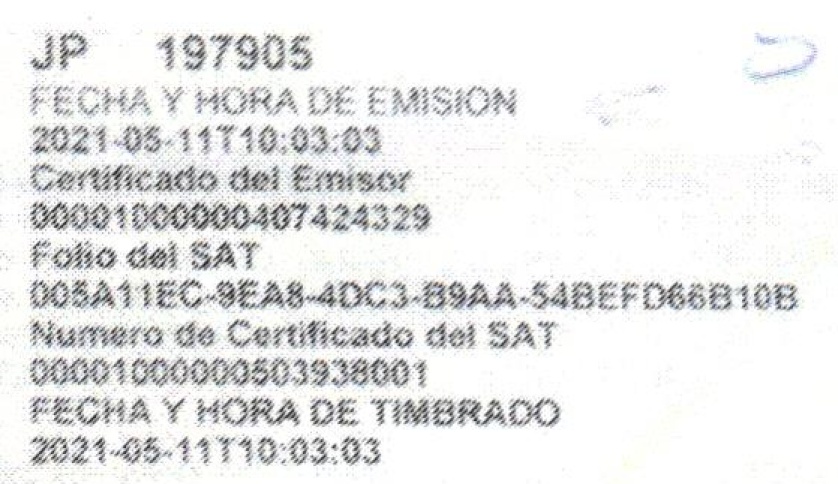 JP 197905
FECHA Y HORA DE EMISION
2021-05-11T10:03:03
Certificado del Emisor
00001000000407424329
Folio del SAT
005A11EC-9EA8-4DC3-B9AA-54BEFD66B10B
Numero de Certificado del SAT
00001000000503938001
FECHA Y HORA DE TIMBRADO
2021-05-11T10:03:03